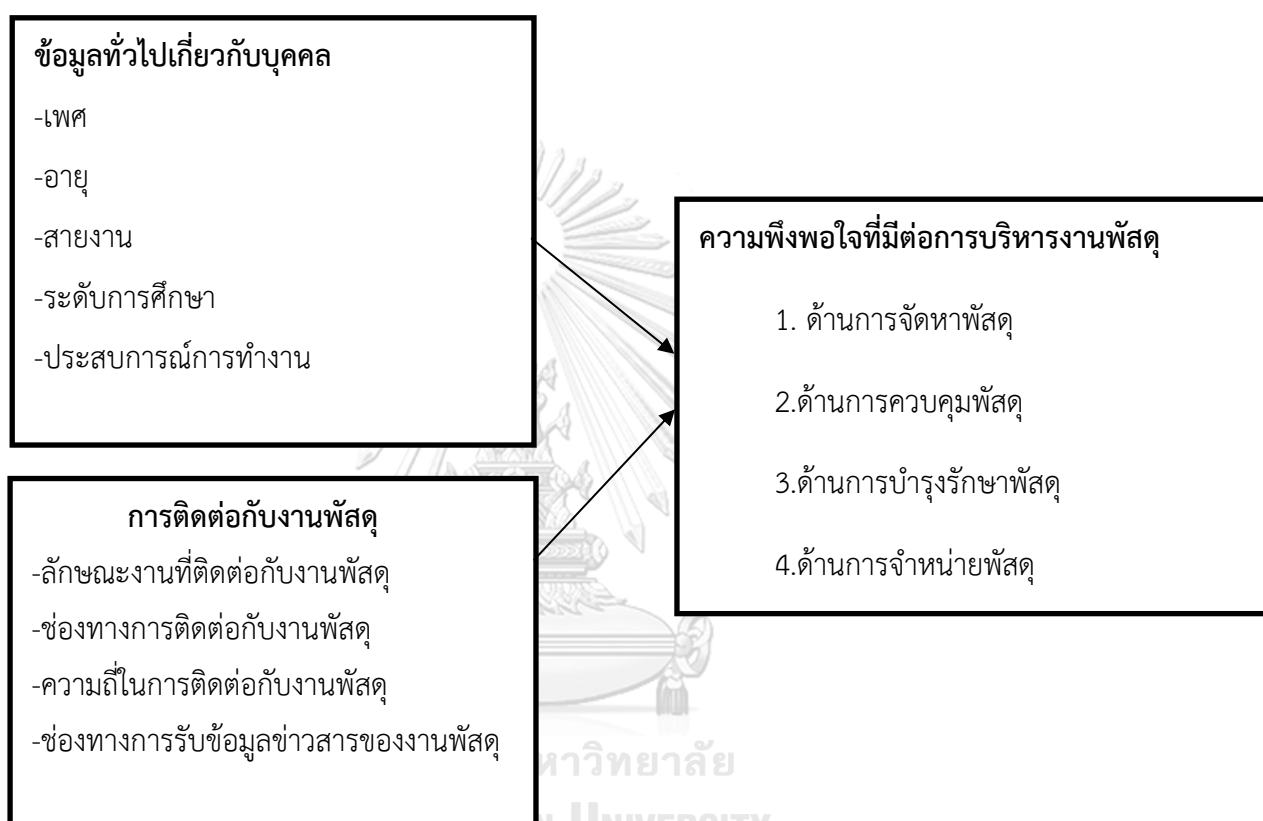 ข้อมูลทั่วไปเกี่ยวกับบุคคล
-เพศ
-อายุ
-สายงาน
-ระดับการศึกษา
-ประสบการณ์การทำงาน
การติดต่อกับงานพัสดุ
-ลักษณะงานที่ติดต่อกับงานพัสดุ
-ช่องทางการติดต่อกับงานพัสดุ
-ความถี่ในการติดต่อกับงานพัสดุ
-ช่องทางการรับข้อมูลข่าวสารของงานพัสดุ
ความพึงพอใจที่มีต่อการบริหารงานพัสดุ
1. ด้านการจัดหาพัสดุ
2.ด้านการควบคุมพัสดุ
3.ด้านการบำรุงรักษาพัสดุ
4.ด้านการจำหน่ายพัสดุ
หาวิทยาลัย
UNIVERSITY